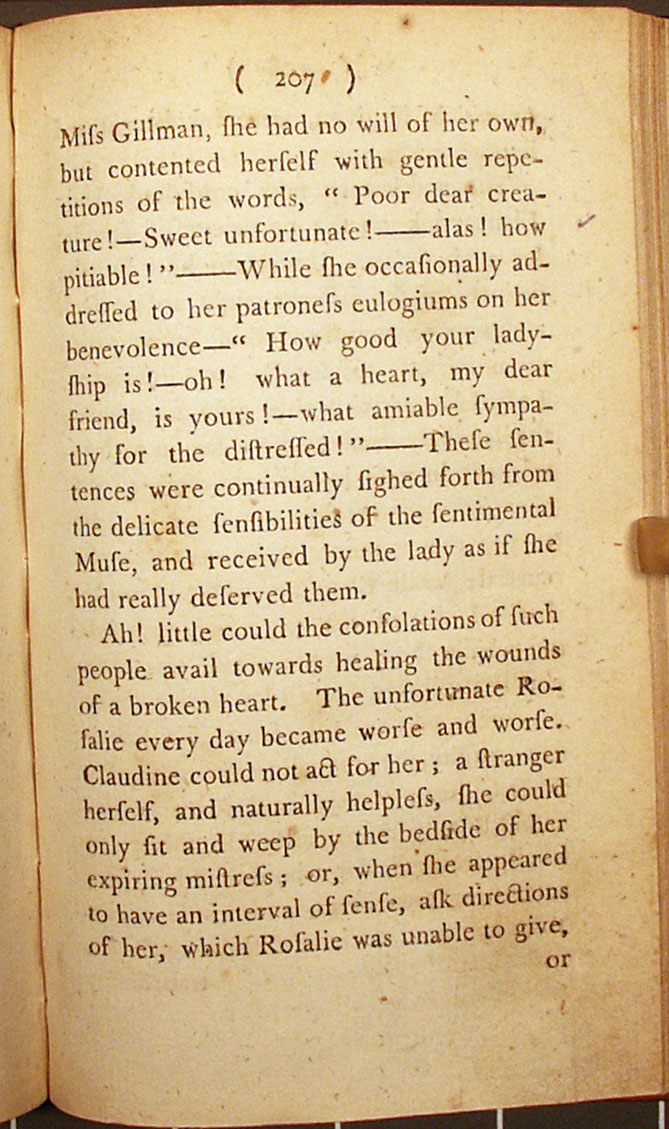 ( 207 )
Miſs Gillman, ſhe had no will of her own,
but contented herſelf with gentle repe-
titions of the words, “ Poor dear crea-
ture!—Sweet unfortunate!——alas! how
pitiable!”——While ſhe occaſionally ad-
dreſſed to her patroneſs eulogiums on her
benevolence—“ How good your lady-
ſhip is!—oh! what a heart, my dear
friend, is yours!—what amiable ſympa-
thy for the diſtreſſed!”——Theſe ſen-
tences were continually ſighed forth from
the delicate ſenſibilities of the ſentimental
Muſe, and received by the lady as if ſhe
had really deſerved them.
Ah! little could the conſolations of ſuch
people avail towards healing the wounds
of a broken heart. The unfortunate Ro-
ſalie every day became worſe and worſe.
Claudine could not act for her; a ſtranger
herſelf, and naturally helpleſs, ſhe could
only ſit and weep by the bedſide of her
expiring miſtreſs; or, when ſhe appeared
to have an interval of ſenſe, aſk directions
of her, which Roſalie was unable to give,
or